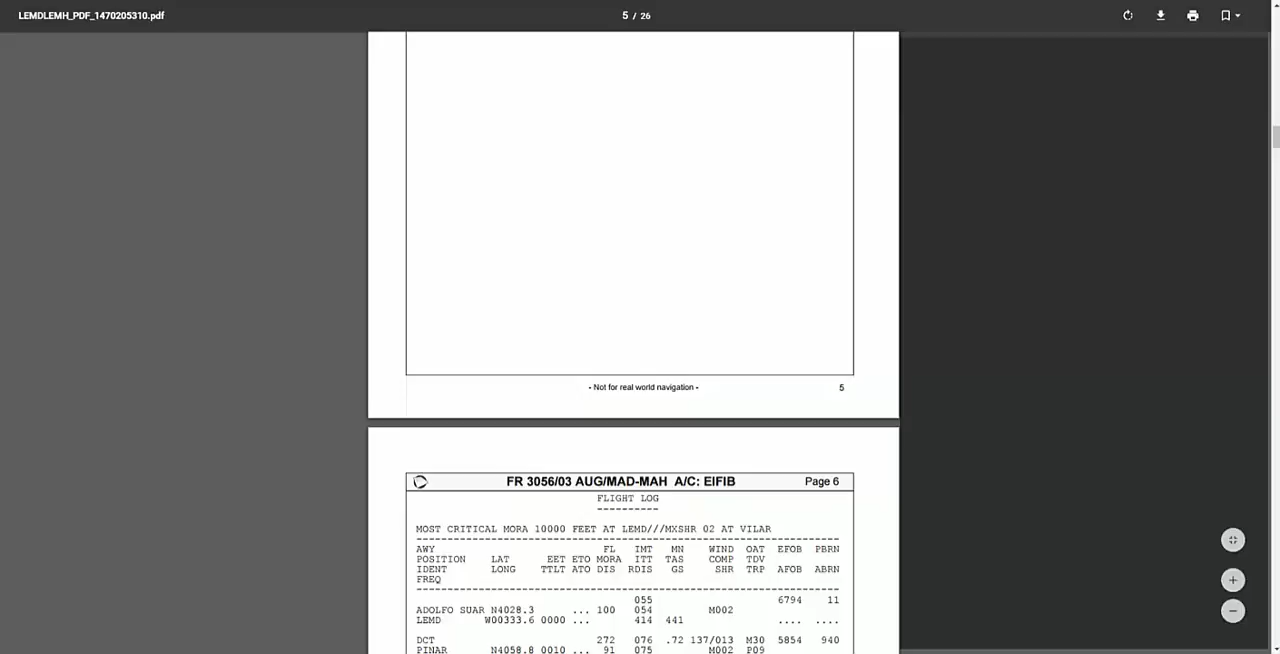 LEMDLEMH_PDF_1470205310.pdf
5 / 26
- Not for real world navigation -
5
FR 3056/03 AUG/MAD-MAH A/C: EIFIB
Page 6
FLIGHT LOG
----------
MOST CRITICAL MORA 10000 FEET AT LEMD///MXSHR 02 AT VILAR
AWY FL IMT MN WIND OAT EFOB PBRN
POSITION LAT EET ETO MORA ITT TAS COMP TDV
IDENT LONG TTLT ATO DIS RDIS GS SHR TRP AFOB ABRN
FREQ
055 6794 11
ADOLFO SUAR N4028.3 ... 100 054 M002
LEMD W00333.6 0000 ... 414 441 .... ....
DCT 272 076 .72 137/013 M30 5854 940
PINAR N4058.8 0010 ... 91 075 M002 P09